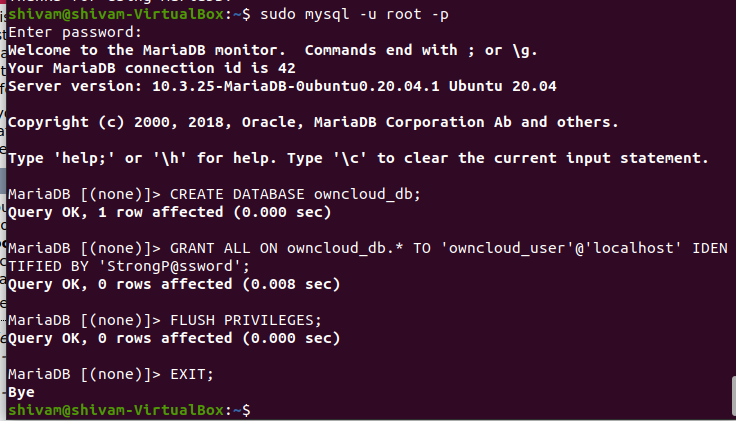 shivam@shivam-VirtualBox:~$ sudo mysql -u root -p
Enter password:
Welcome to the MariaDB monitor.  Commands end with ; or \g.
Your MariaDB connection id is 42
Server version: 10.3.25-MariaDB-0ubuntu0.20.04.1 Ubuntu 20.04
Copyright (c) 2000, 2018, Oracle, MariaDB Corporation Ab and others.
Type 'help;' or '\h' for help. Type '\c' to clear the current input statement.
MariaDB [(none)]> CREATE DATABASE owncloud_db;
Query OK, 1 row affected (0.000 sec)
MariaDB [(none)]> GRANT ALL ON owncloud_db.* TO 'owncloud_user'@'localhost' IDEN
TIFIED BY 'StrongP@ssword';
Query OK, 0 rows affected (0.008 sec)
MariaDB [(none)]> FLUSH PRIVILEGES;
Query OK, 0 rows affected (0.000 sec)
MariaDB [(none)]> EXIT;
Bye
shivam@shivam-VirtualBox:~$